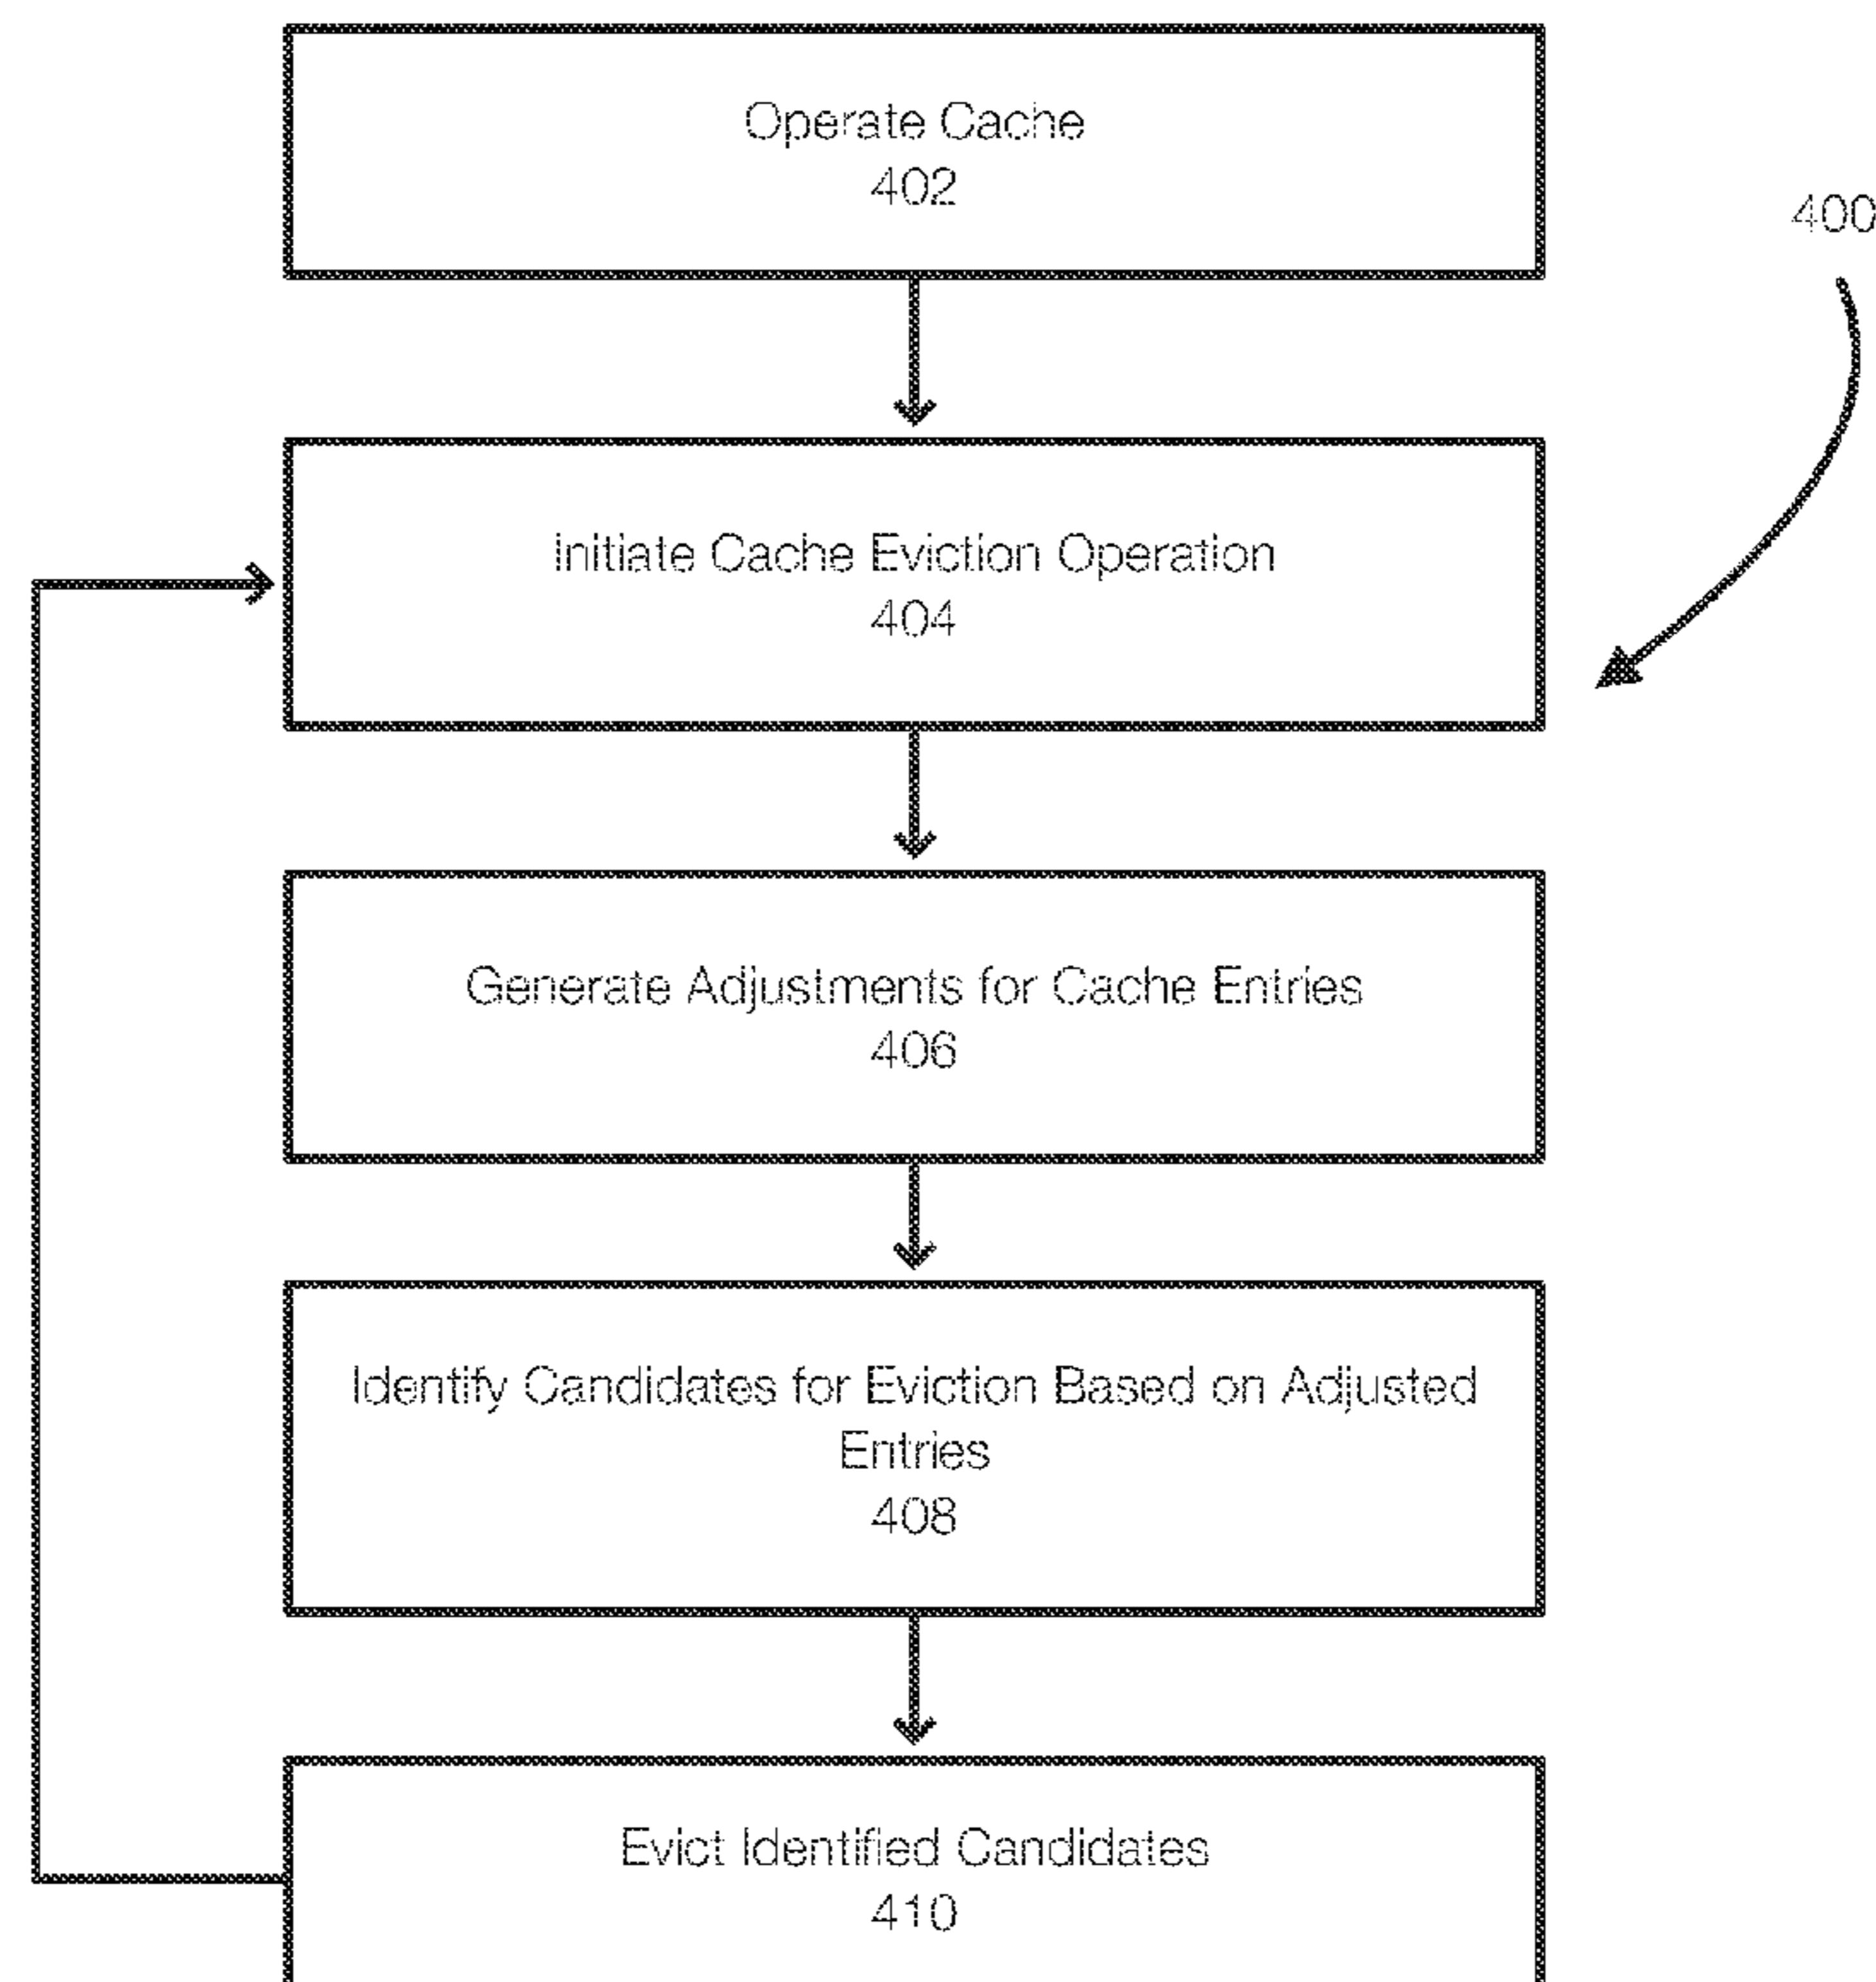 Operate Cache
402
400
Initiate Cache Eviction Operation
404
Generate Adjustments for Cache Entries
406
Identify Candidates for Eviction Based on Adjusted
Entries
408
Evict Identified Candidates
410